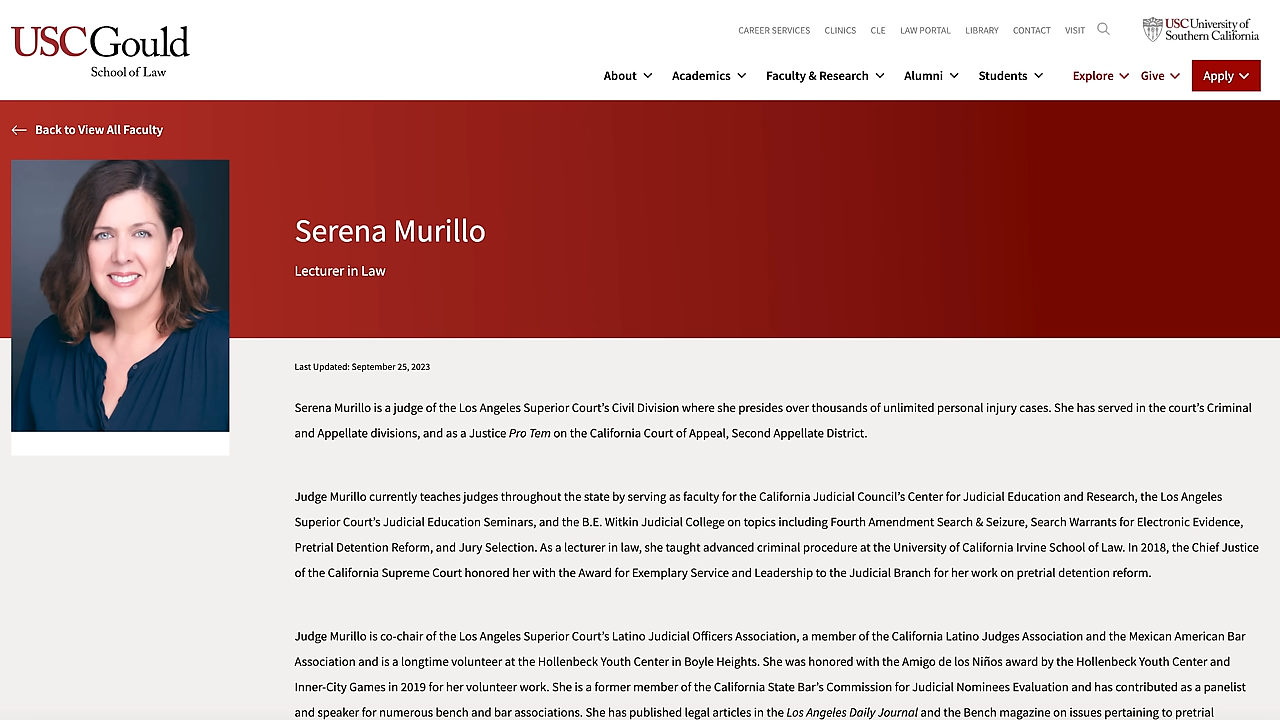 USCGould
School of Law
CAREER SERVICES CLINICS CLE LAW PORTAL LIBRARY CONTACT VISIT
USC University of
Southern California
About Academics Faculty & Research Alumni Students Explore Give Apply
Back to View All Faculty
Serena Murillo
Lecturer in Law
Last Updated: September 25, 2023
Serena Murillo is a judge of the Los Angeles Superior Court’s Civil Division where she presides over thousands of unlimited personal injury cases. She has served in the court’s Criminal
and Appellate divisions, and as a Justice Pro Tem on the California Court of Appeal, Second Appellate District.
Judge Murillo currently teaches judges throughout the state by serving as faculty for the California Judicial Council’s Center for Judicial Education and Research, the Los Angeles
Superior Court’s Judicial Education Seminars, and the B.E. Witkin Judicial College on topics including Fourth Amendment Search & Seizure, Search Warrants for Electronic Evidence,
Pretrial Detention Reform, and Jury Selection. As a lecturer in law, she taught advanced criminal procedure at the University of California Irvine School of Law. In 2018, the Chief Justice
of the California Supreme Court honored her with the Award for Exemplary Service and Leadership to the Judicial Branch for her work on pretrial detention reform.
Judge Murillo is co-chair of the Los Angeles Superior Court’s Latino Judicial Officers Association, a member of the California Latino Judges Association and the Mexican American Bar
Association and is a longtime volunteer at the Hollenbeck Youth Center in Boyle Heights. She was honored with the Amigo de los Niños award by the Hollenbeck Youth Center and
Inner-City Games in 2019 for her volunteer work. She is a former member of the California State Bar’s Commission for Judicial Nominees Evaluation and has contributed as a panelist
and speaker for numerous bench and bar associations. She has published legal articles in the Los Angeles Daily Journal and the Bench magazine on issues pertaining to pretrial